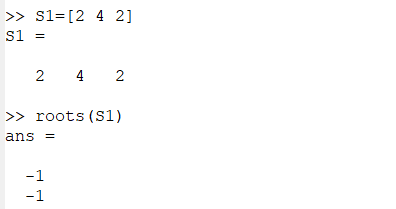 >> S1=[2 4 2]
S1 =
2 4 2
>> roots(S1)
ans =
-1
-1